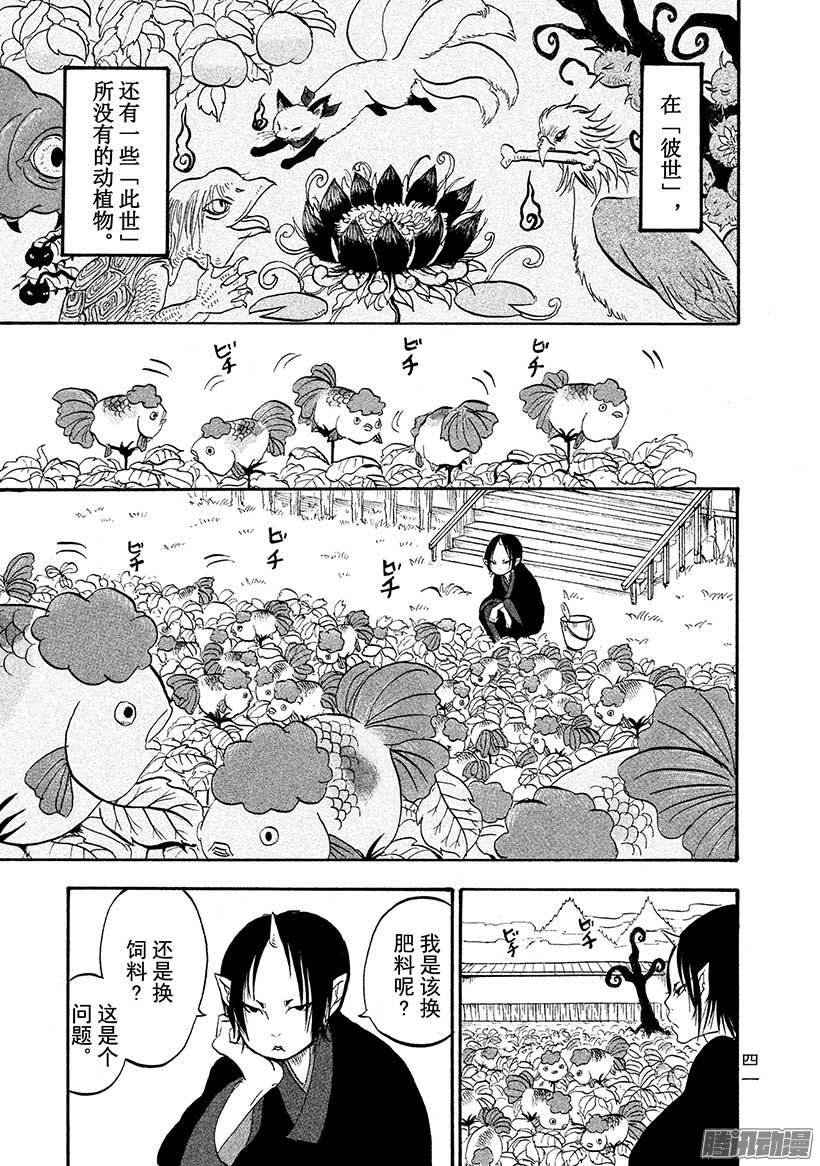 在「彼世」，
还有一些「此世」
所没有的动植物。
ビチ
ビチ
ビチ
ビチ
ビチ
ビチ
ビチ
ビチ
我是该换
肥料呢？
还是换
饲料？
这是个
问题。
四一
腾讯动漫